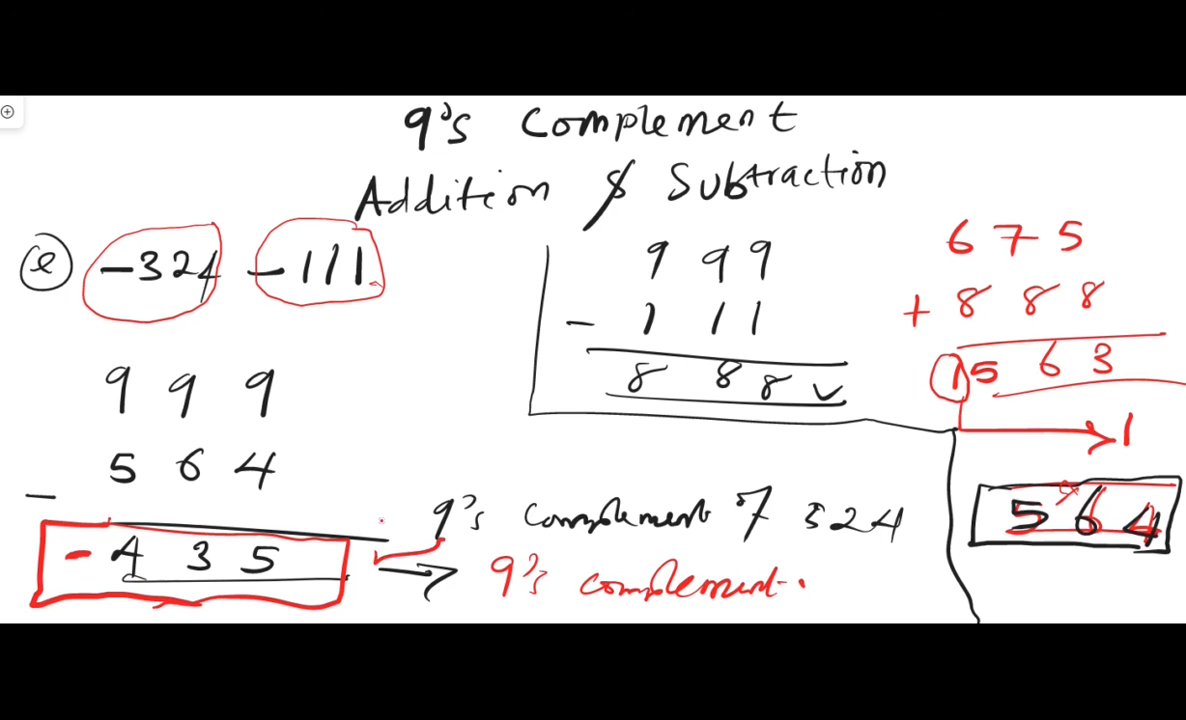 9's Complement
Addition & Subtraction
(e) -324 -111
999
- 111
888 ✓
675
+ 888
1563
1
564
999
- 564
- 435
9's complement of 324
9's complement.